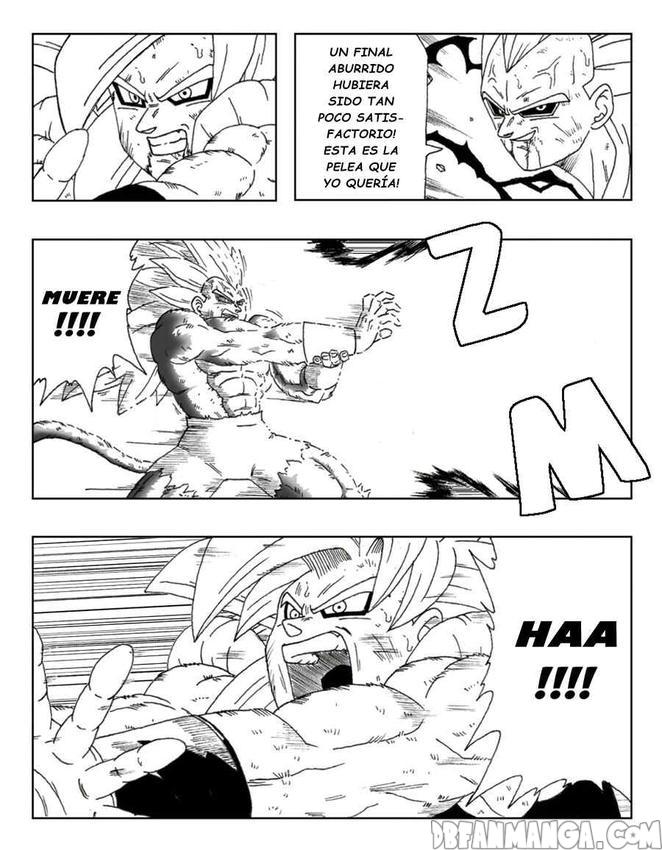 UN FINAL
ABURRIDO
HUBIERA
SIDO TAN
POCO SATIS-
FACTORIO!
ESTA ES LA
PELEA QUE
YO QUERÍA!
MUERE
!!!!
Z
M
HAA
!!!!
DBFANMANGA.COM